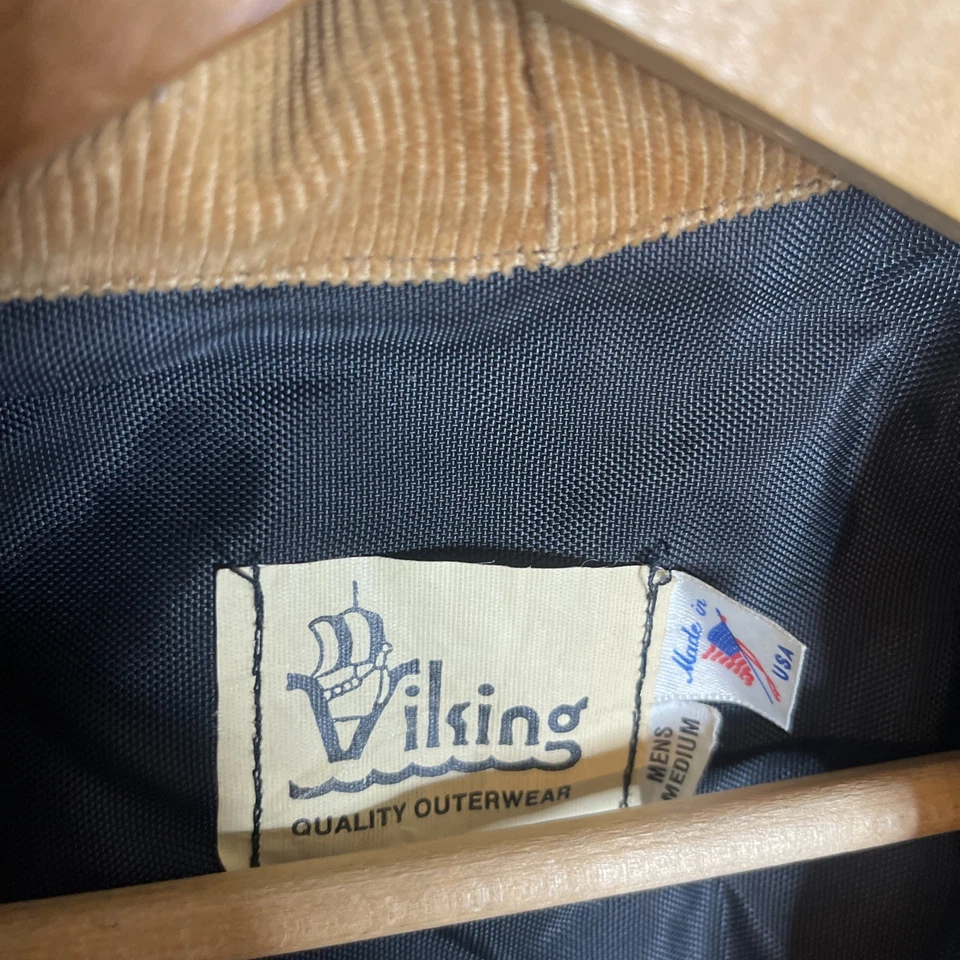 Viking
QUALITY OUTERWEAR
Made in
USA
MENS
MEDIUM